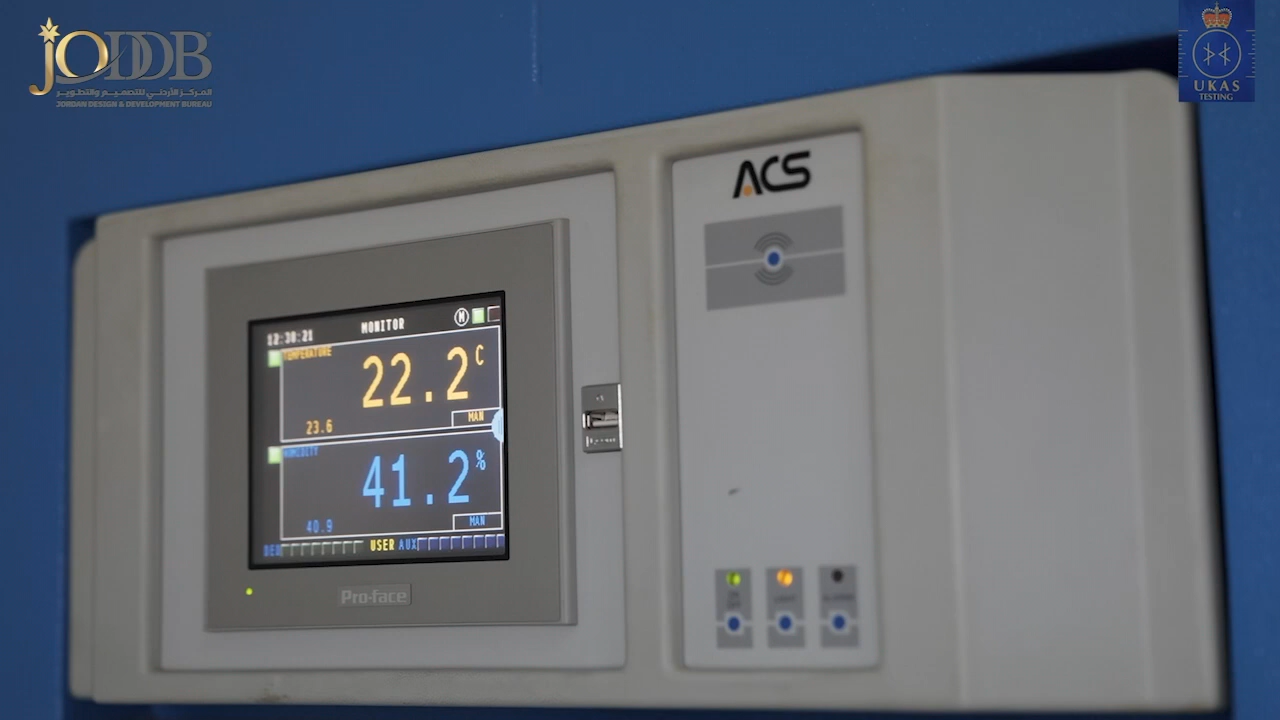 JODDB
المركز الأردني للتصميم والتطوير
JORDAN DESIGN & DEVELOPMENT BUREAU
UKAS
TESTING
ACS
12:30:21
MONITOR
M
TEMPERATURE
22.2 C
23.6
MAN
HUMIDITY
41.2 %
40.9
MAN
USER AUX
Pro-face
LIGHT